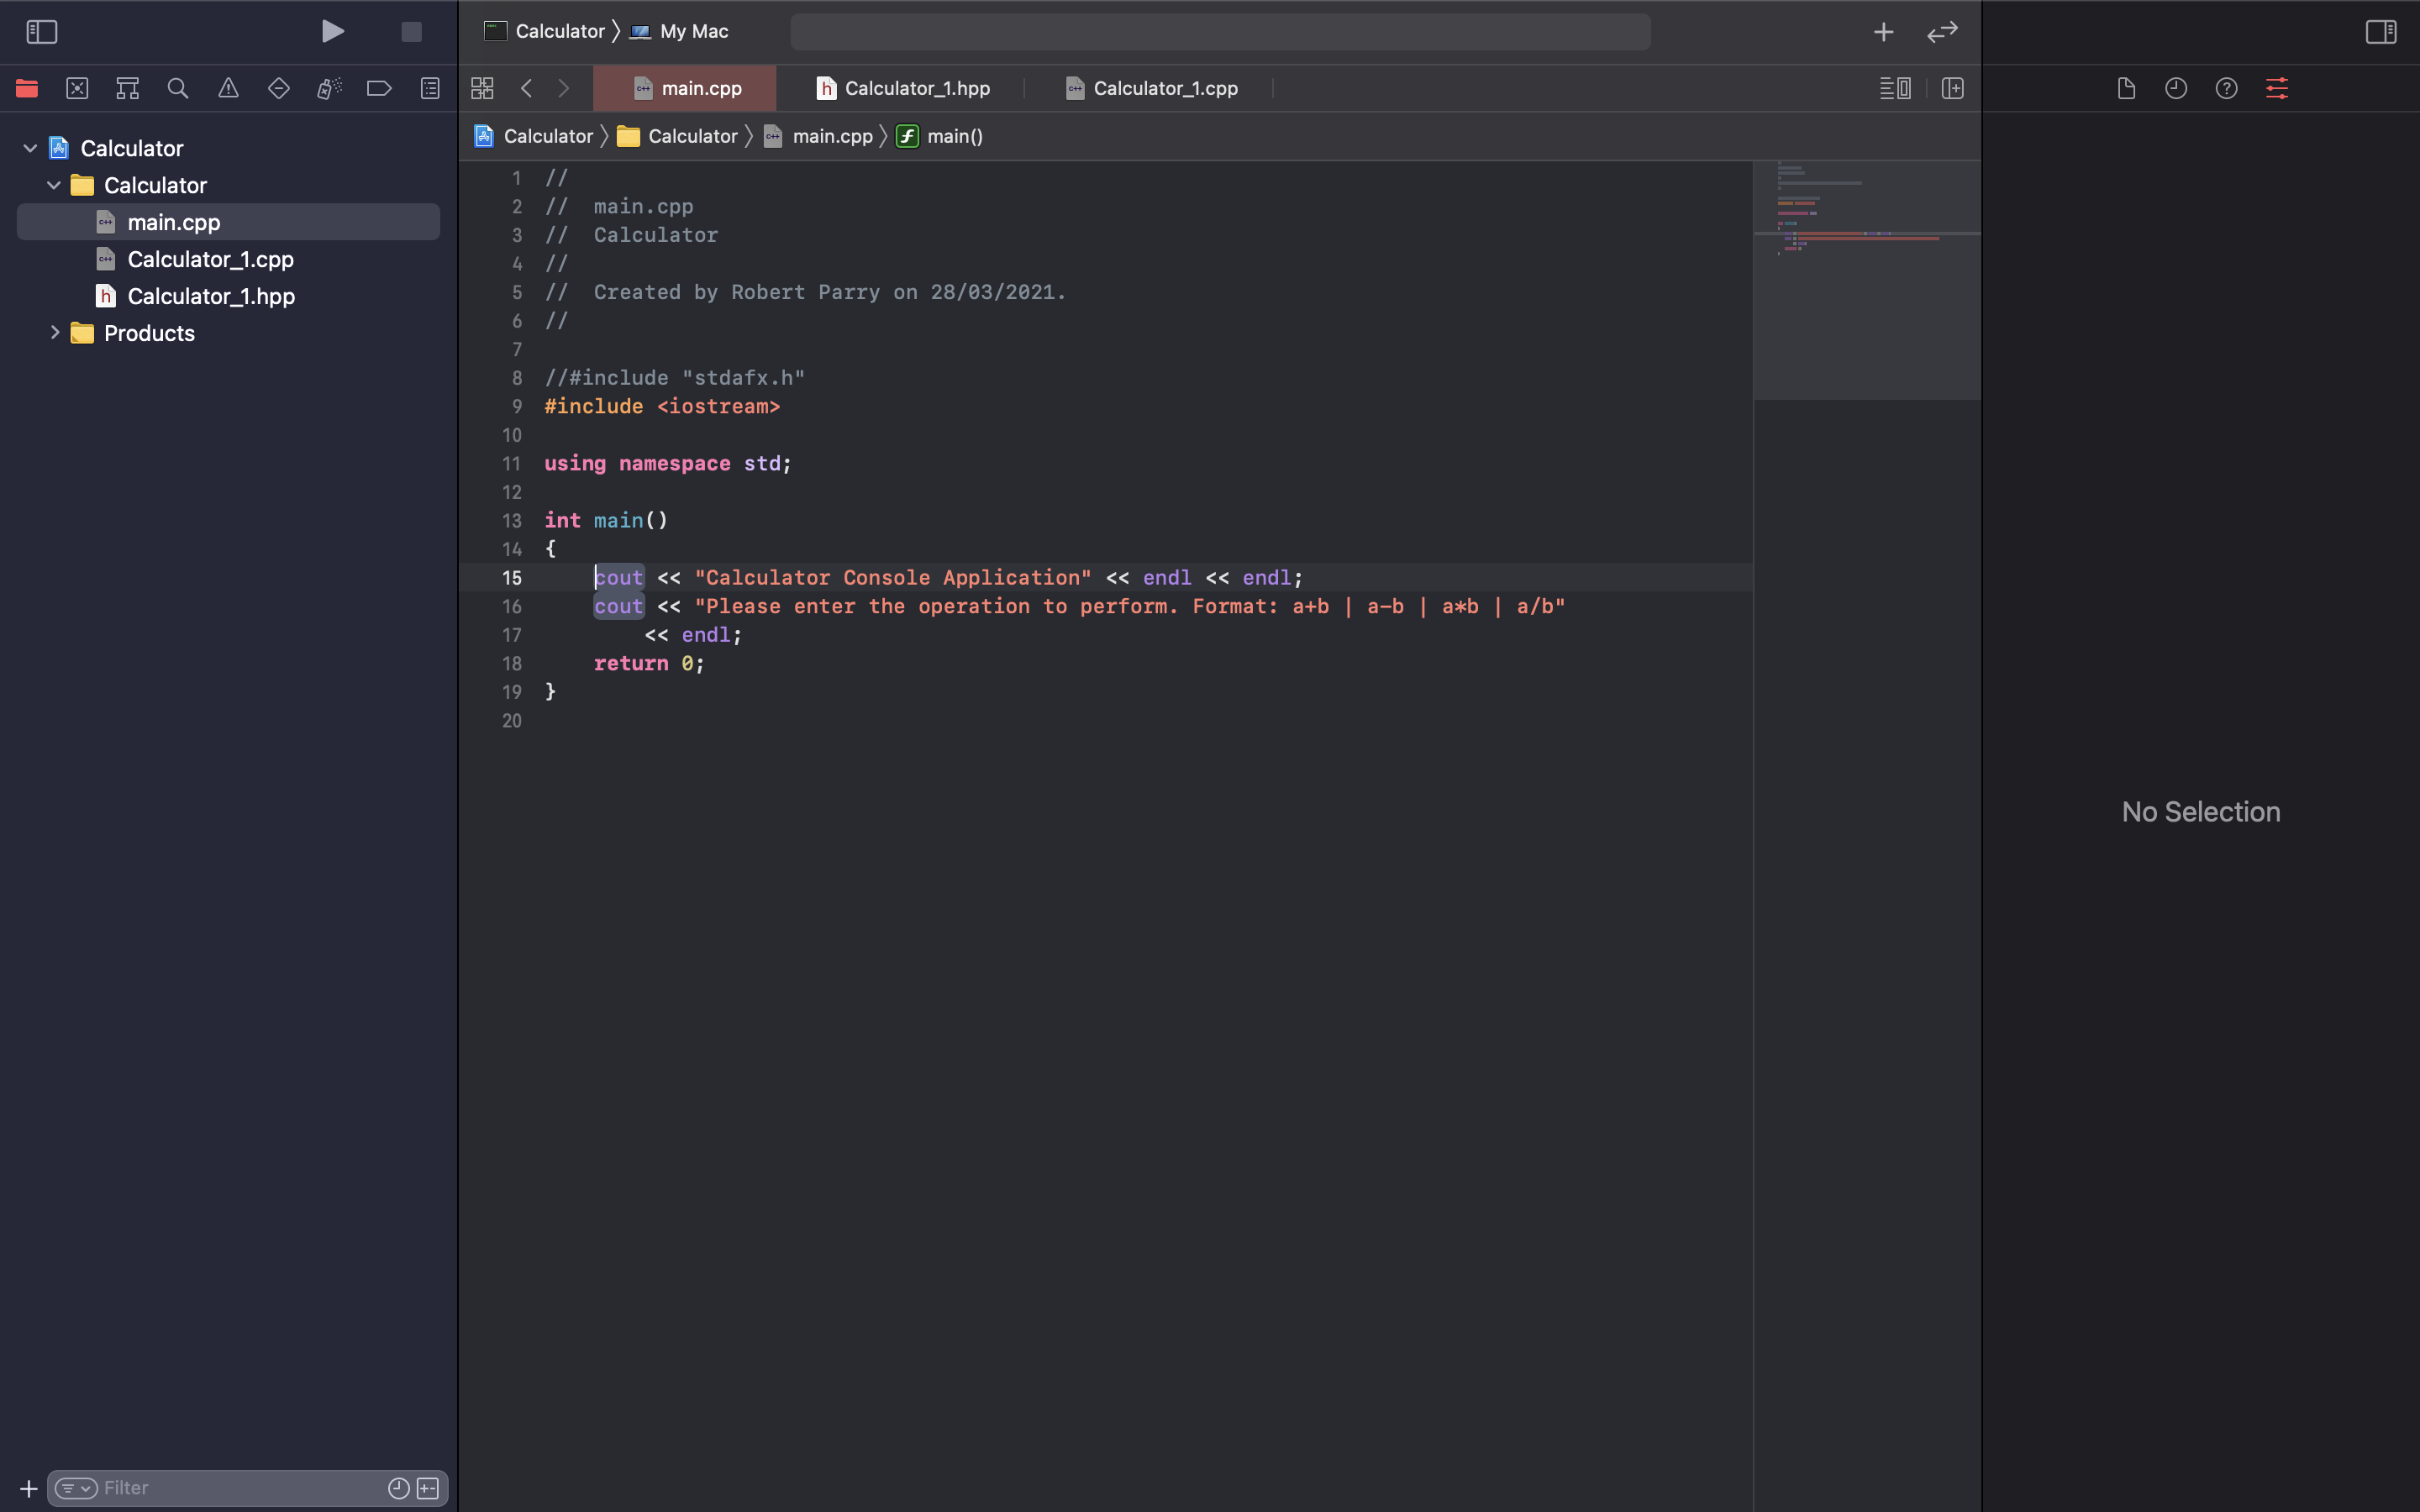 Calculator 〉 My Mac
main.cpp
Calculator_1.hpp
Calculator_1.cpp
Calculator 〉 Calculator 〉 main.cpp 〉 main()
Calculator
Calculator
main.cpp
Calculator_1.cpp
Calculator_1.hpp
Products
1 //
2 //  main.cpp
3 //  Calculator
4 //
5 //  Created by Robert Parry on 28/03/2021.
6 //
7
8 //#include "stdafx.h"
9 #include <iostream>
10
11 using namespace std;
12
13 int main()
14 {
15     cout << "Calculator Console Application" << endl << endl;
16     cout << "Please enter the operation to perform. Format: a+b | a-b | a*b | a/b"
17         << endl;
18     return 0;
19 }
20
No Selection
Filter